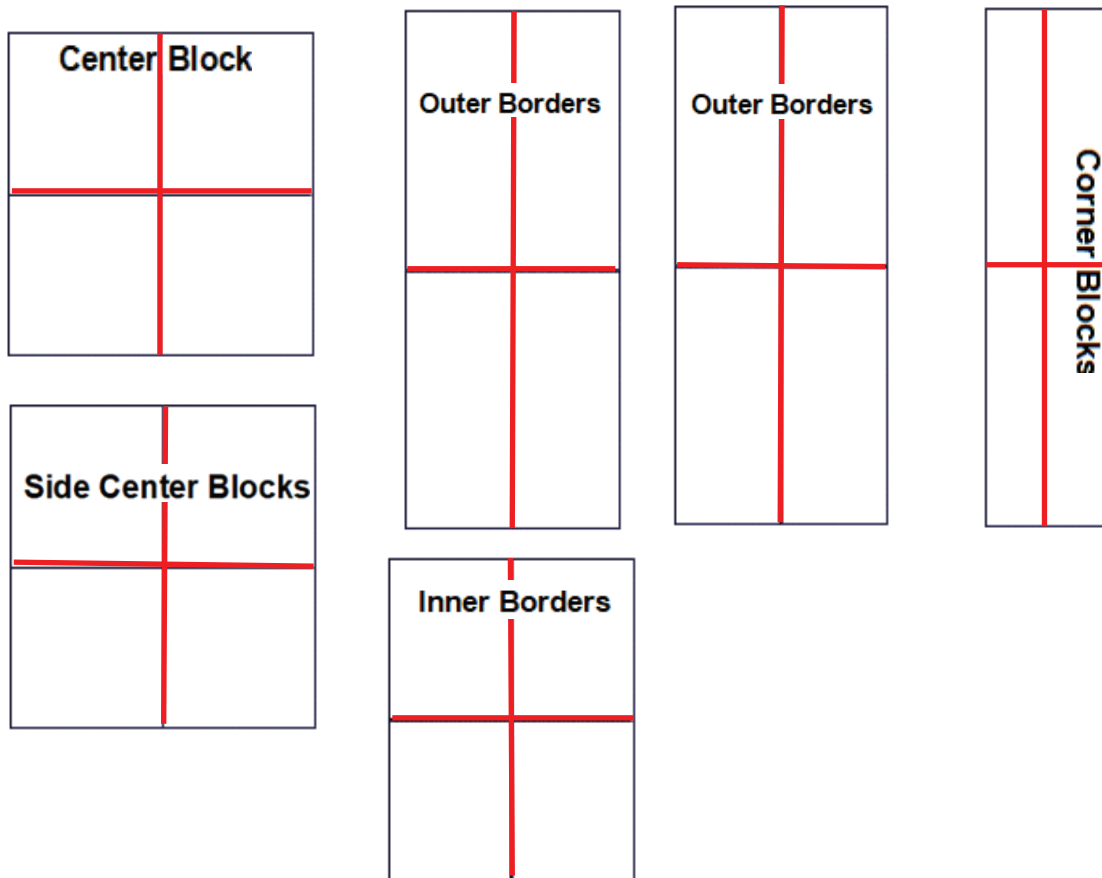 Center Block
Outer Borders
Outer Borders
Corner Blocks
Side Center Blocks
Inner Borders